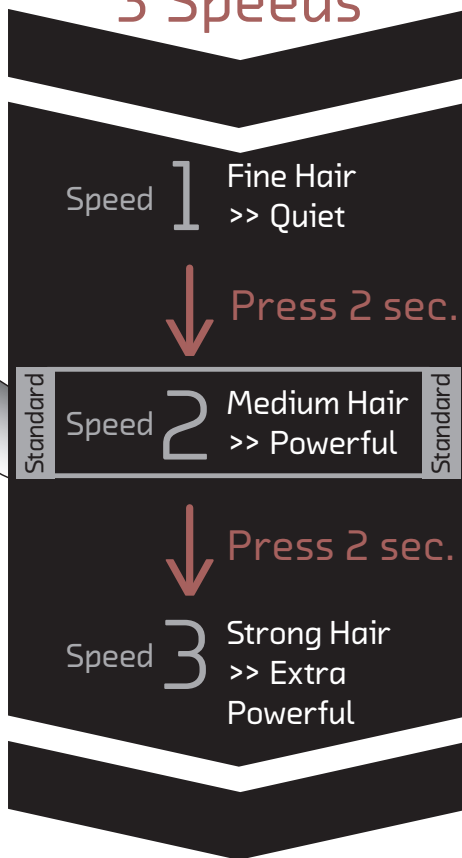 3 Speeds
Speed 1 Fine Hair
>> Quiet
Press 2 sec.
Standard
Speed 2 Medium Hair
>> Powerful
Standard
Press 2 sec.
Speed 3 Strong Hair
>> Extra
Powerful